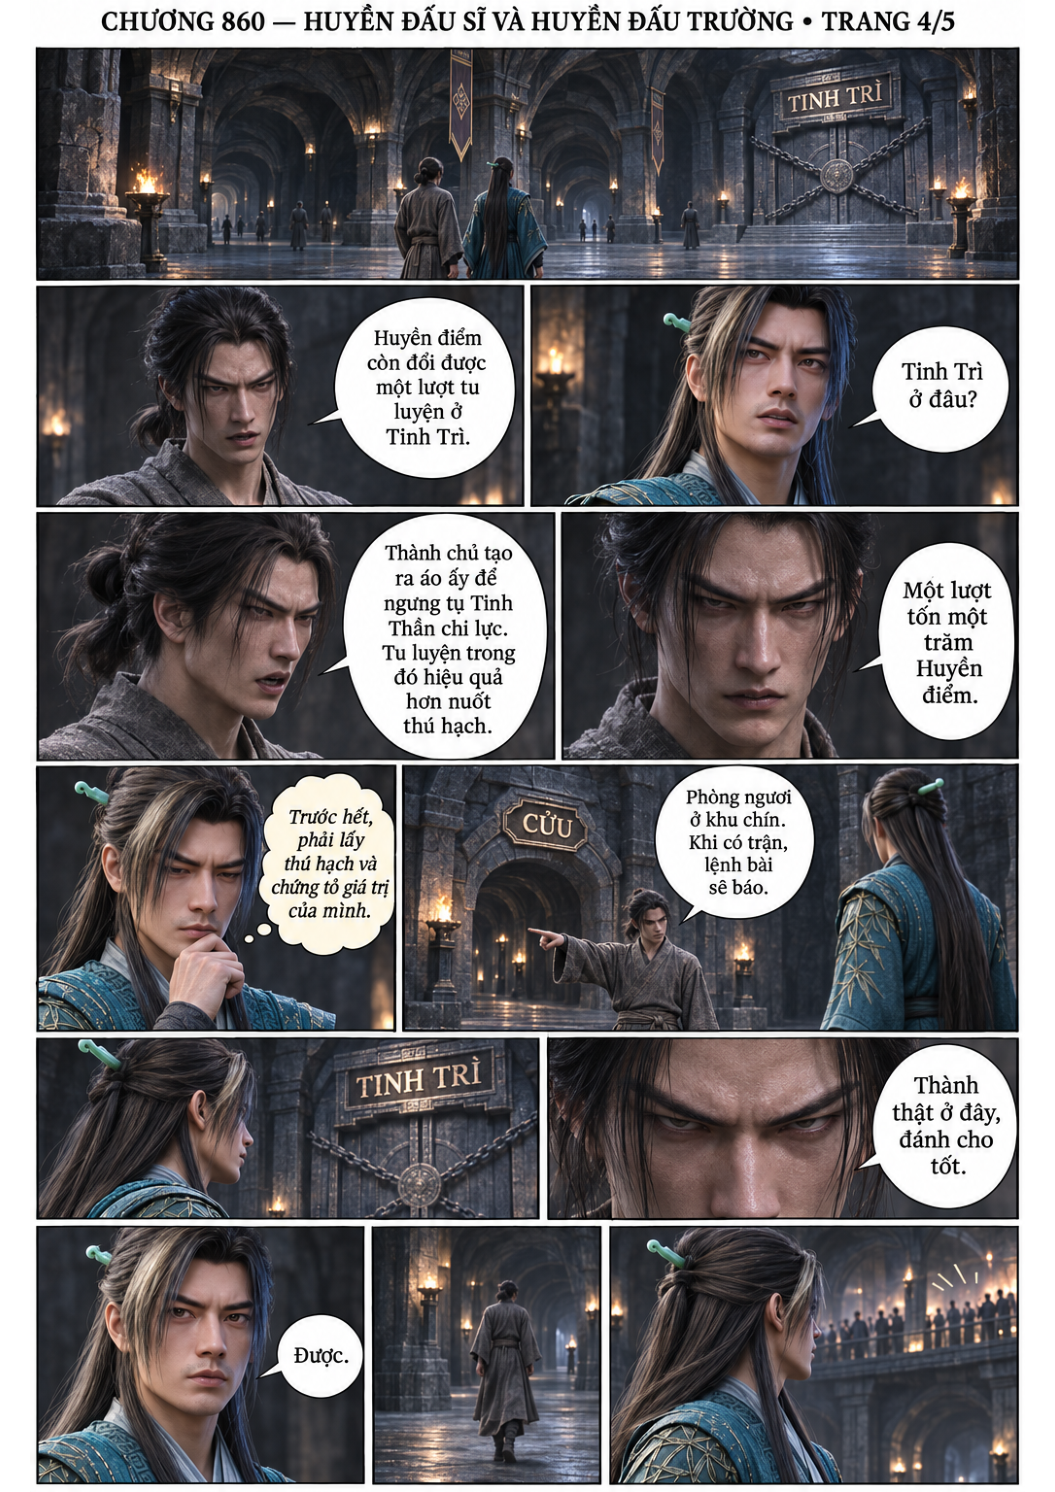 CHƯƠNG 860 — HUYỀN ĐẤU SĨ VÀ HUYỀN ĐẤU TRƯỜNG • TRANG 4/5
TINH TRÌ
Huyền điểm
còn đổi được
một lượt tu
luyện ở
Tinh Trì.
Tinh Trì
ở đâu?
Thành chủ tạo
ra áo ấy để
ngưng tụ Tinh
Thần chi lực.
Tu luyện trong
đó hiệu quả
hơn nuốt
thú hạch.
Một lượt
tốn một
trăm
Huyền
điểm.
Trước hết,
phải lấy
thú hạch và
chứng tỏ giá trị
của mình.
CỬU
Phòng ngươi
ở khu chín.
Khi có trận,
lệnh bài
sẽ báo.
TINH TRÌ
Thành
thật ở đây,
đánh cho
tốt.
Được.